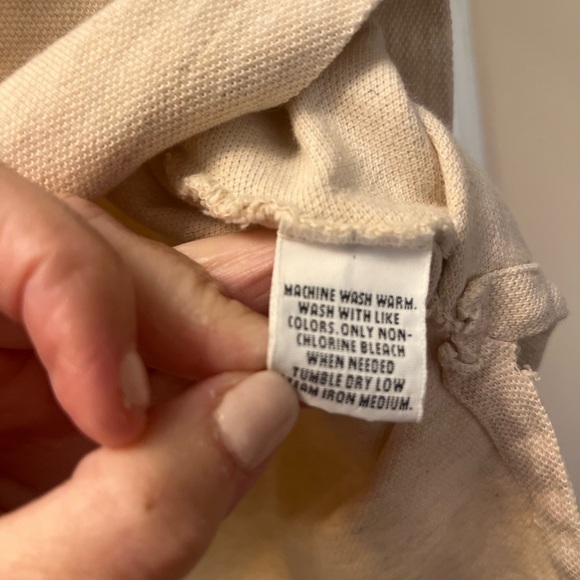 MACHINE WASH WARM.
WASH WITH LIKE
COLORS. ONLY NON-
CHLORINE BLEACH
WHEN NEEDED
TUMBLE DRY LOW
IRON MEDIUM.